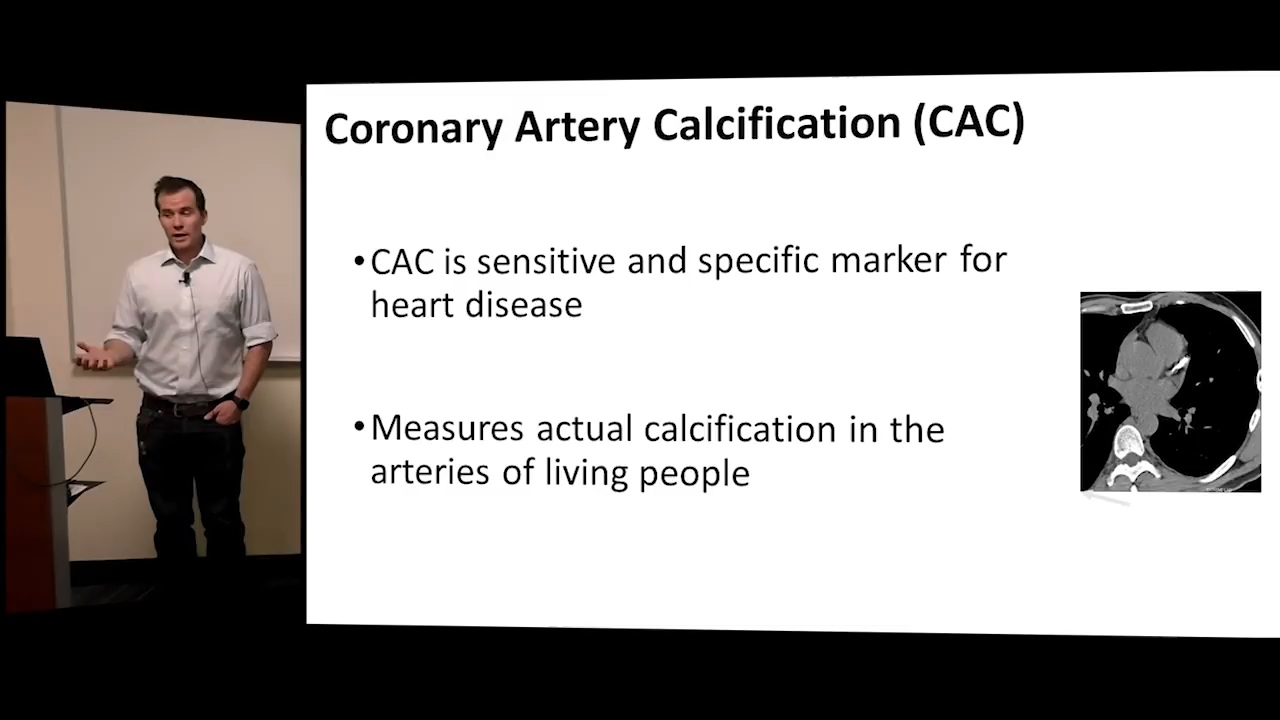 Coronary Artery Calcification (CAC)
•CAC is sensitive and specific marker for
heart disease
•Measures actual calcification in the
arteries of living people